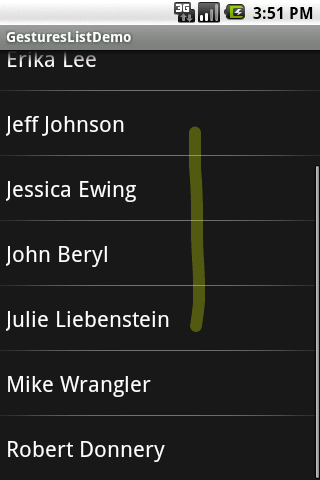 3G 3:51 PM
GesturesListDemo
Erika Lee
Jeff Johnson
Jessica Ewing
John Beryl
Julie Liebenstein
Mike Wrangler
Robert Donnery